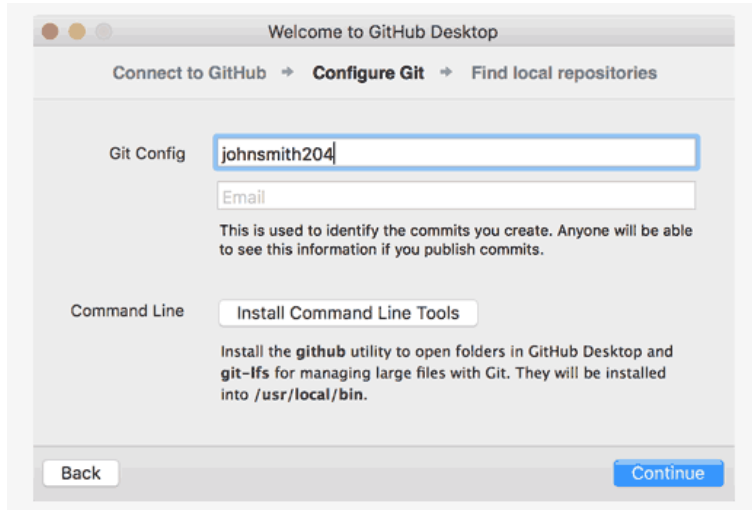 Welcome to GitHub Desktop
Connect to GitHub → Configure Git → Find local repositories
Git Config johnsmith204
Email
This is used to identify the commits you create. Anyone will be able
to see this information if you publish commits.
Command Line Install Command Line Tools
Install the github utility to open folders in GitHub Desktop and
git-lfs for managing large files with Git. They will be installed
into /usr/local/bin.
Back Continue